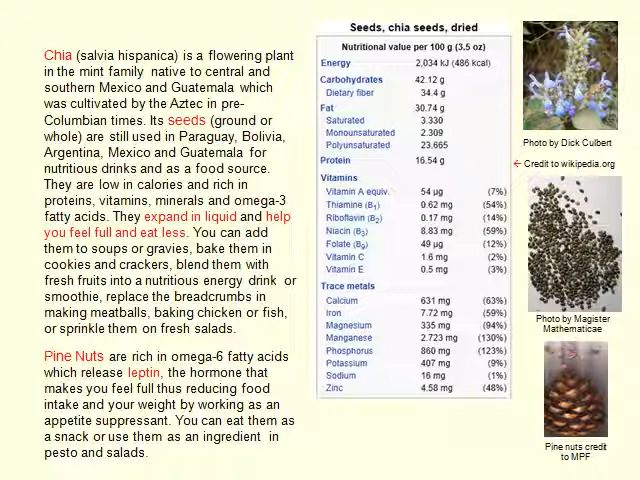 Chia (salvia hispanica) is a flowering plant
in the mint family native to central and
southern Mexico and Guatemala which
was cultivated by the Aztec in pre-
Columbian times. Its seeds (ground or
whole) are still used in Paraguay, Bolivia,
Argentina, Mexico and Guatemala for
nutritious drinks and as a food source.
They are low in calories and rich in
proteins, vitamins, minerals and omega-3
fatty acids. They expand in liquid and help
you feel full and eat less. You can add
them to soups or gravies, bake them in
cookies and crackers, blend them with
fresh fruits into a nutritious energy drink or
smoothie, replace the breadcrumbs in
making meatballs, baking chicken or fish,
or sprinkle them on fresh salads.
Pine Nuts are rich in omega-6 fatty acids
which release leptin, the hormone that
makes you feel full thus reducing food
intake and your weight by working as an
appetite suppressant. You can eat them as
a snack or use them as an ingredient in
pesto and salads.
Seeds, chia seeds, dried
Nutritional value per 100 g (3.5 oz)
Energy 2,034 kJ (486 kcal)
Carbohydrates 42.12 g
Dietary fiber 34.4 g
Fat 30.74 g
Saturated 3.330
Monounsaturated 2.309
Polyunsaturated 23.665
Protein 16.54 g
Vitamins
Vitamin A equiv. 54 μg (7%)
Thiamine (B1) 0.62 mg (54%)
Riboflavin (B2) 0.17 mg (14%)
Niacin (B3) 8.83 mg (59%)
Folate (B9) 49 μg (12%)
Vitamin C 1.6 mg (2%)
Vitamin E 0.5 mg (3%)
Trace metals
Calcium 631 mg (63%)
Iron 7.72 mg (59%)
Magnesium 335 mg (94%)
Manganese 2.723 mg (130%)
Phosphorus 860 mg (123%)
Potassium 407 mg (9%)
Sodium 16 mg (1%)
Zinc 4.58 mg (48%)
Photo by Dick Culbert
← Credit to wikipedia.org
Photo by Magister
Mathematicae
Pine nuts credit
to MPF